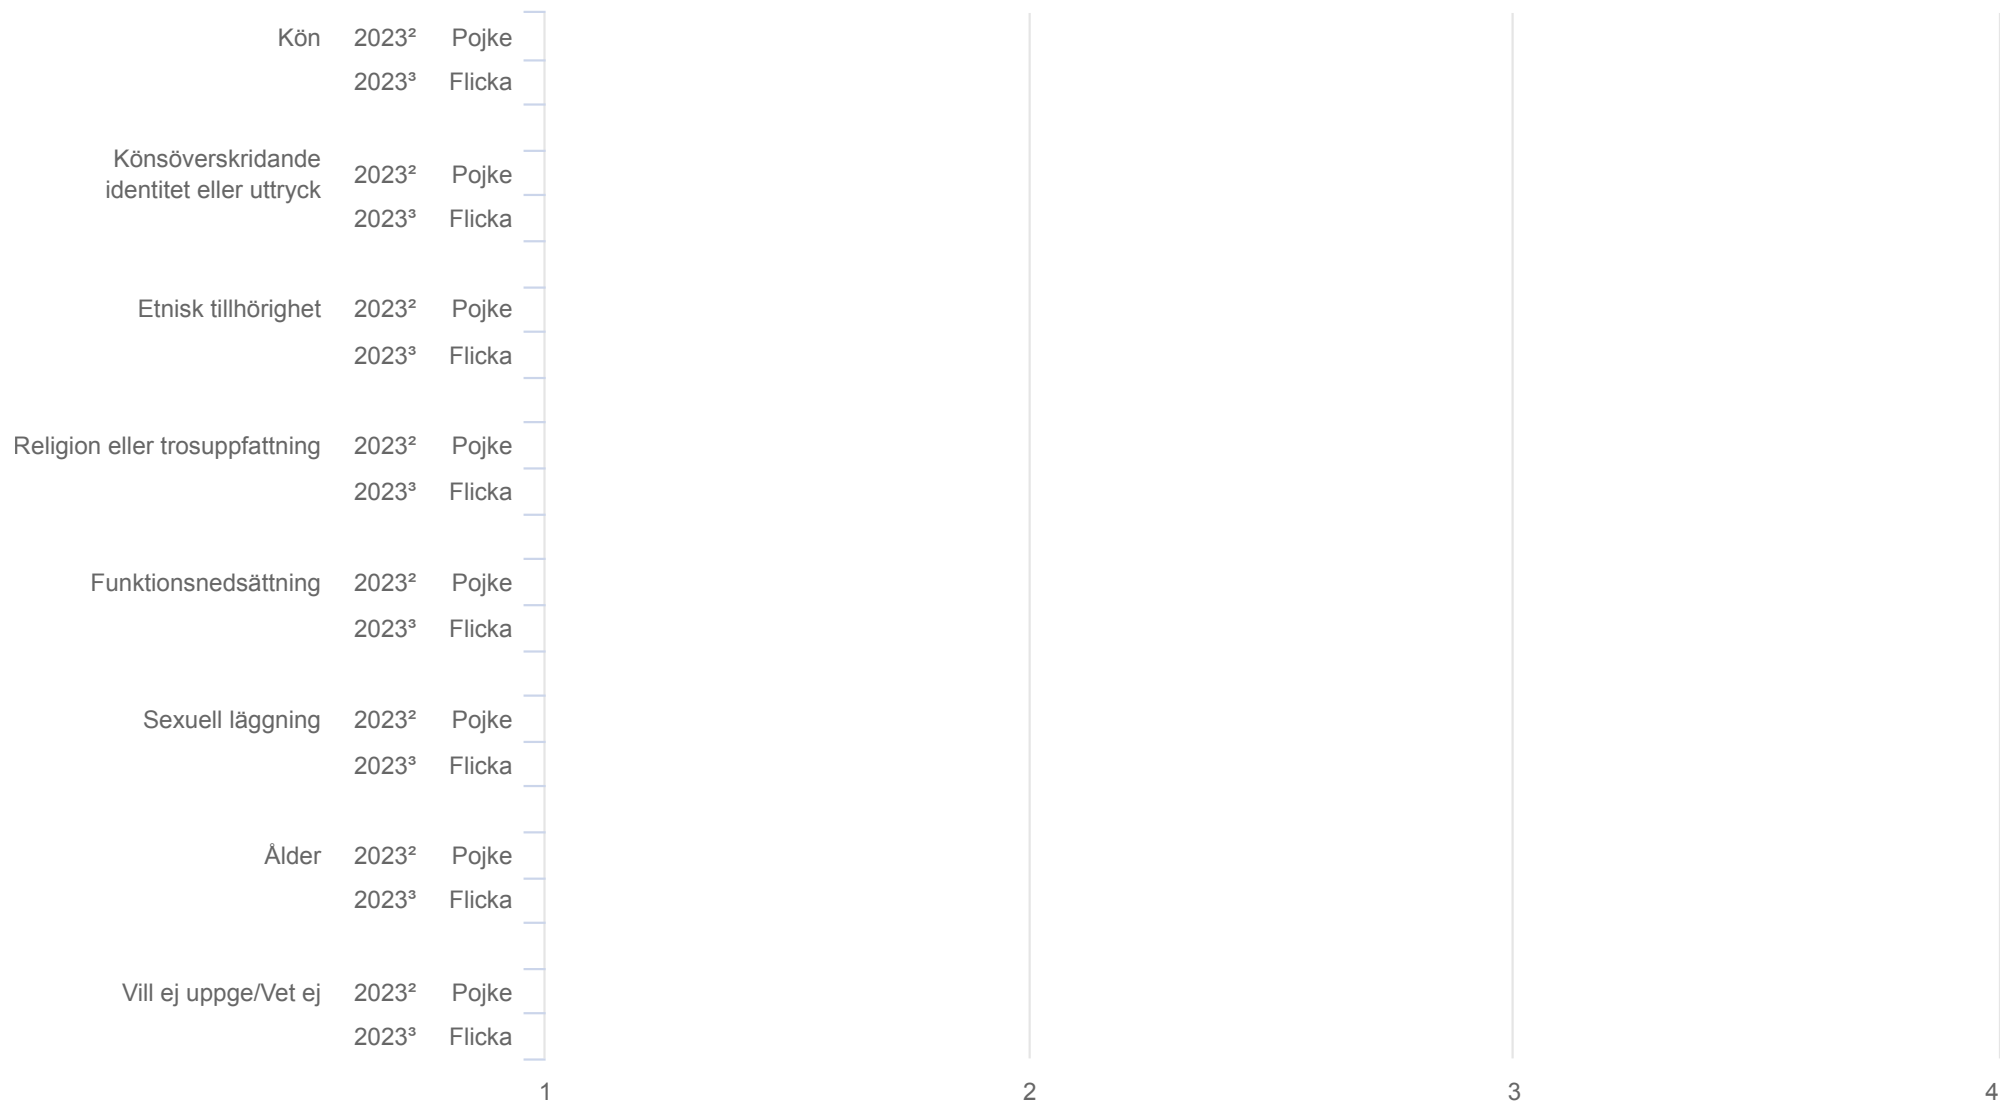 Kön 2023² Pojke
2023³ Flicka
Könsöverskridande
identitet eller uttryck 2023² Pojke
2023³ Flicka
Etnisk tillhörighet 2023² Pojke
2023³ Flicka
Religion eller trosuppfattning 2023² Pojke
2023³ Flicka
Funktionsnedsättning 2023² Pojke
2023³ Flicka
Sexuell läggning 2023² Pojke
2023³ Flicka
Ålder 2023² Pojke
2023³ Flicka
Vill ej uppge/Vet ej 2023² Pojke
2023³ Flicka
1 2 3 4